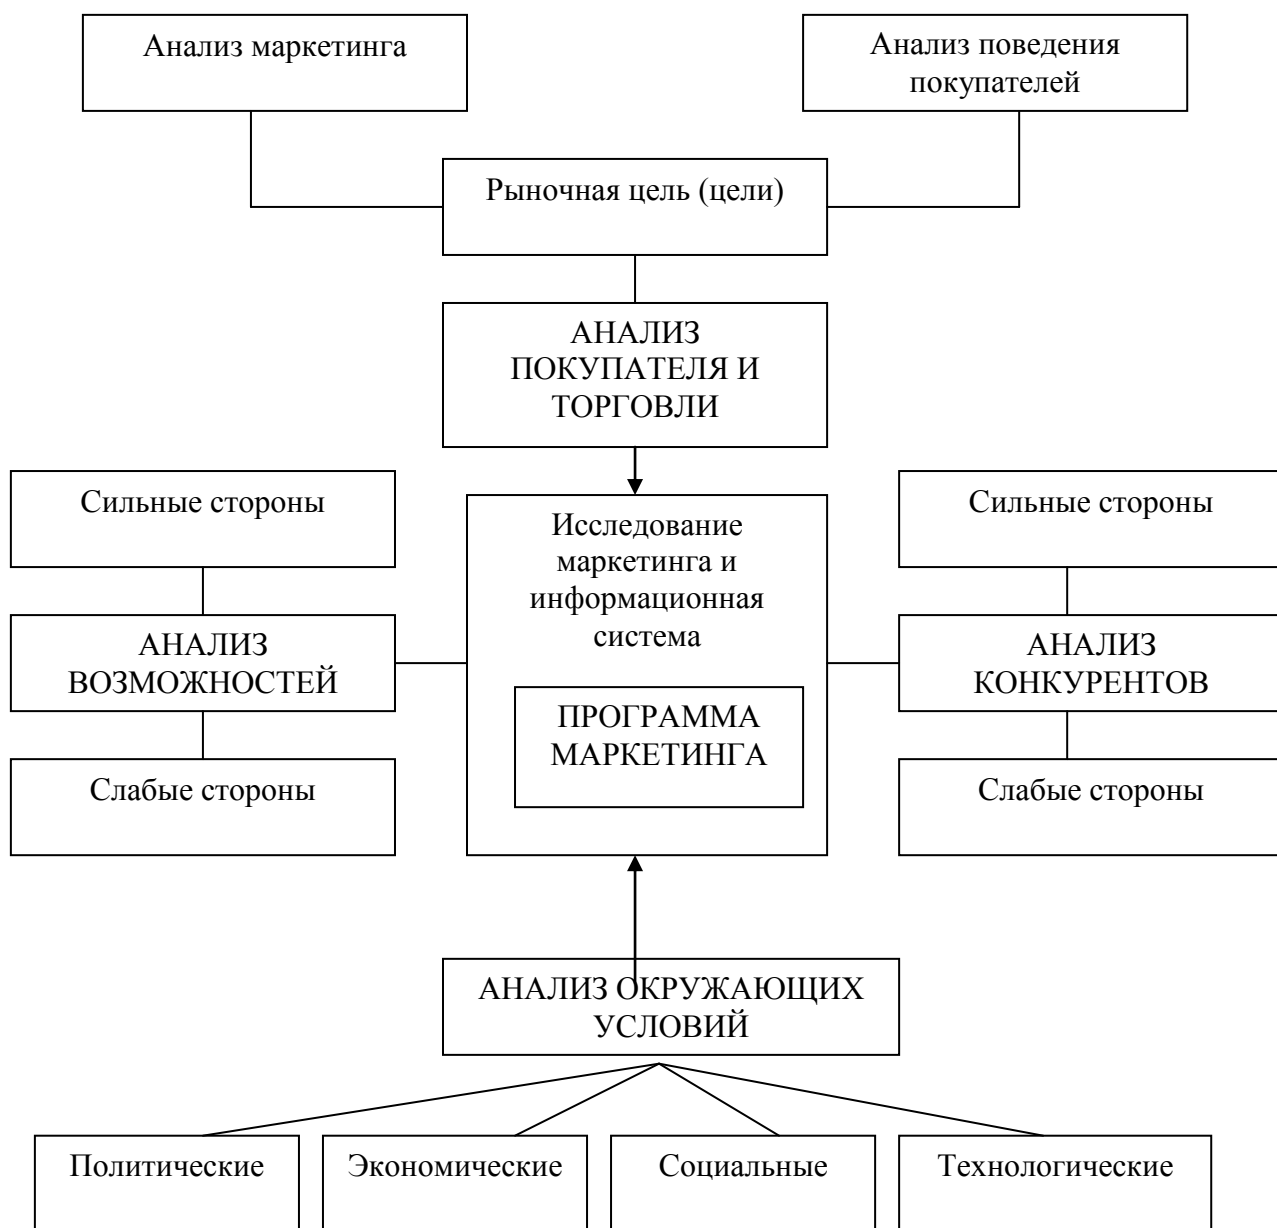 Анализ маркетинга
Анализ поведения
покупателей
Рыночная цель (цели)
АНАЛИЗ
ПОКУПАТЕЛЯ И
ТОРГОВЛИ
Сильные стороны
АНАЛИЗ
ВОЗМОЖНОСТЕЙ
Слабые стороны
Исследование
маркетинга и
информационная
система
ПРОГРАММА
МАРКЕТИНГА
Сильные стороны
АНАЛИЗ
КОНКУРЕНТОВ
Слабые стороны
АНАЛИЗ ОКРУЖАЮЩИХ
УСЛОВИЙ
Политические
Экономические
Социальные
Технологические